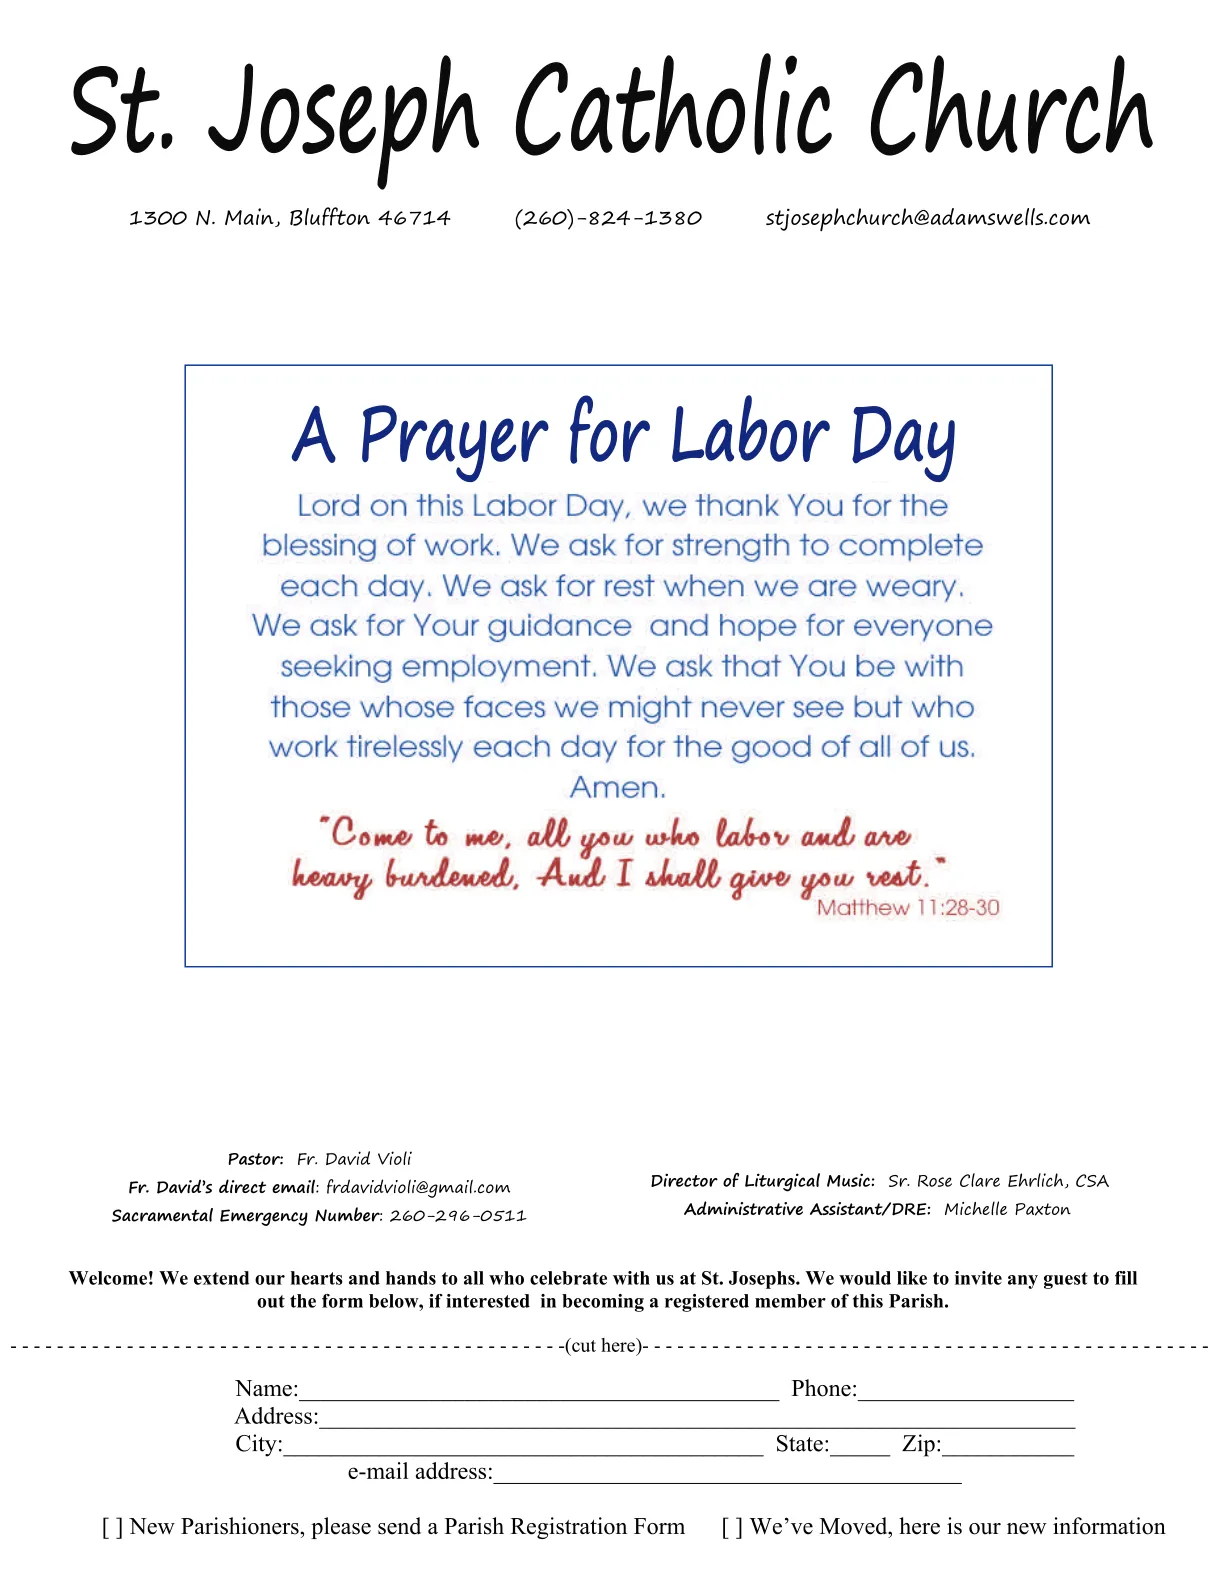 St. Joseph Catholic Church
1300 N. Main, Bluffton 46714 (260)-824-1380 stjosephchurch@adamswells.com
A Prayer for Labor Day
Lord on this Labor Day, we thank You for the
blessing of work. We ask for strength to complete
each day. We ask for rest when we are weary.
We ask for Your guidance and hope for everyone
seeking employment. We ask that You be with
those whose faces we might never see but who
work tirelessly each day for the good of all of us.
Amen.
"Come to me, all you who labor and are
heavy burdened, And I shall give you rest."
Matthew 11:28-30
Pastor: Fr. David Violi
Fr. David's direct email: frdavidvioli@gmail.com
Sacramental Emergency Number: 260-296-0511
Director of Liturgical Music: Sr. Rose Clare Ehrlich, CSA
Administrative Assistant/DRE: Michelle Paxton
Welcome! We extend our hearts and hands to all who celebrate with us at St. Josephs. We would like to invite any guest to fill
out the form below, if interested in becoming a registered member of this Parish.
- - - - - - - - - - - - - - - - - - - - - - - - - - - - - - - - - - - - - - - - - - - - - - - -(cut here)- - - - - - - - - - - - - - - - - - - - - - - - - - - - - - - - - - - - - - - - - - - - - - - - -
Name:________________________________________ Phone:__________________
Address:_______________________________________________________________
City:________________________________________ State:_____ Zip:___________
e-mail address:_______________________________________
[ ] New Parishioners, please send a Parish Registration Form [ ] We've Moved, here is our new information